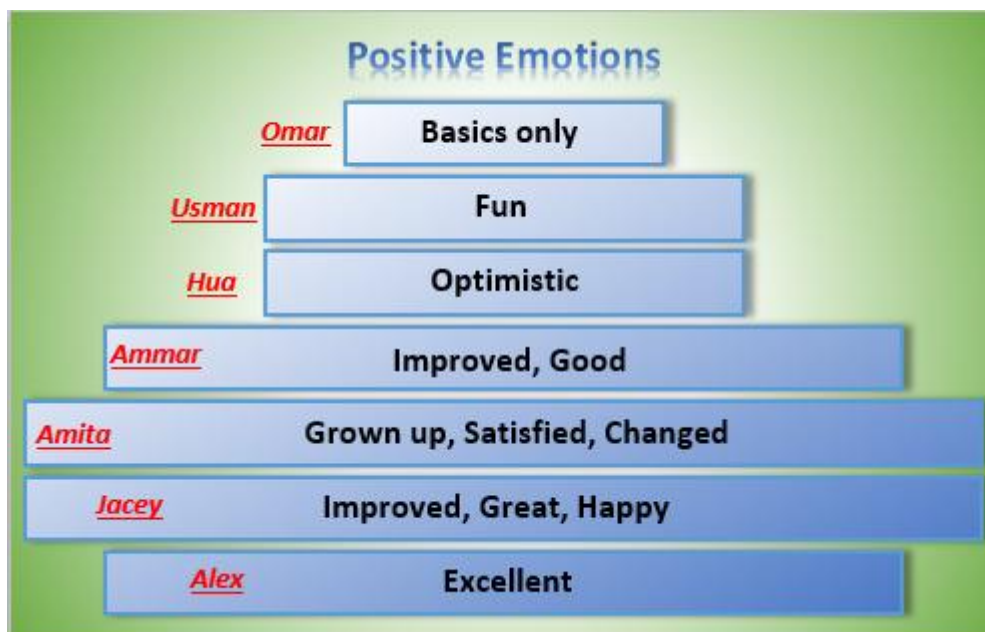 Positive Emotions
Omar Basics only
Usman Fun
Hua Optimistic
Ammar Improved, Good
Amita Grown up, Satisfied, Changed
Jacey Improved, Great, Happy
Alex Excellent